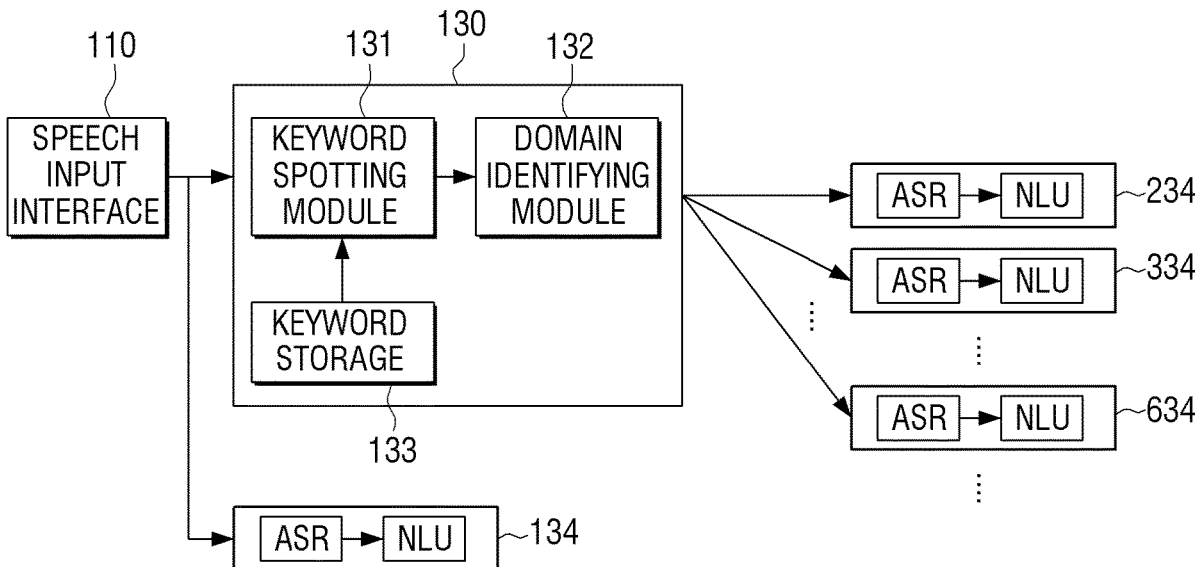 110
SPEECH
INPUT
INTERFACE
130
131
KEYWORD
SPOTTING
MODULE
132
DOMAIN
IDENTIFYING
MODULE
KEYWORD
STORAGE
133
ASR NLU 234
ASR NLU 334
ASR NLU 634
ASR NLU 134